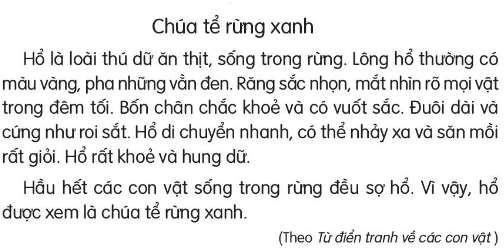 Chúa tể rừng xanh
Hổ là loài thú dữ ăn thịt, sống trong rừng. Lông hổ thường có
màu vàng, pha những vằn đen. Răng sắc nhọn, mắt nhìn rõ mọi vật
trong đêm tối. Bốn chân chắc khoẻ và có vuốt sắc. Đuôi dài và
cứng như roi sắt. Hổ di chuyển nhanh, có thể nhảy xa và săn mồi
rất giỏi. Hổ rất khoẻ và hung dữ.
Hầu hết các con vật sống trong rừng đều sợ hổ. Vì vậy, hổ
được xem là chúa tể rừng xanh.
(Theo Từ điển tranh về các con vật )